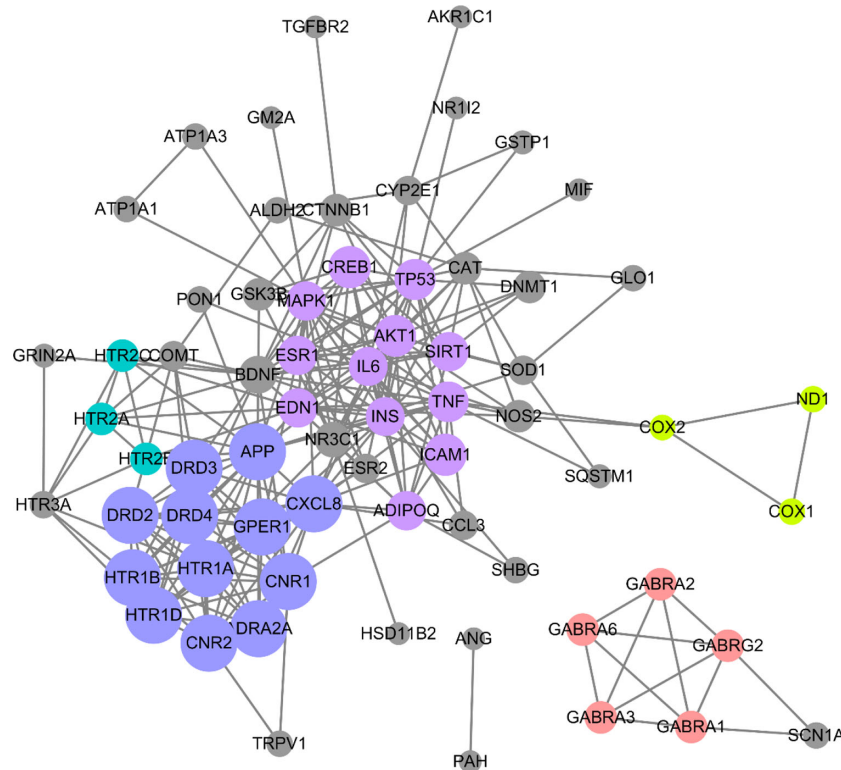 AKR1C1
TGFBR2
NR1I2
GM2A
ATP1A3
GSTP1
MIF
CYP2E1
ATP1A1
ALDH2
CTNNB1
CREB1
TP53
CAT
GLO1
DNMT1
GSK3B
MAPK1
PON1
AKT1
SIRT1
GRIN2A
HTR2C
COMT
ESR1
IL6
SOD1
BDNF
ND1
EDN1
INS
TNF
NOS2
HTR2A
COX2
NR3C1
APP
ICAM1
HTR2B
DRD3
ESR2
SQSTM1
HTR3A
CXCL8
DRD2
DRD4
GPER1
ADIPOQ
CCL3
COX1
HTR1A
SHBG
HTR1B
CNR1
GABRA2
HTR1D
DRA2A
HSD11B2
ANG
GABRA6
CNR2
GABRG2
GABRA3
GABRA1
SCN1A
TRPV1
PAH